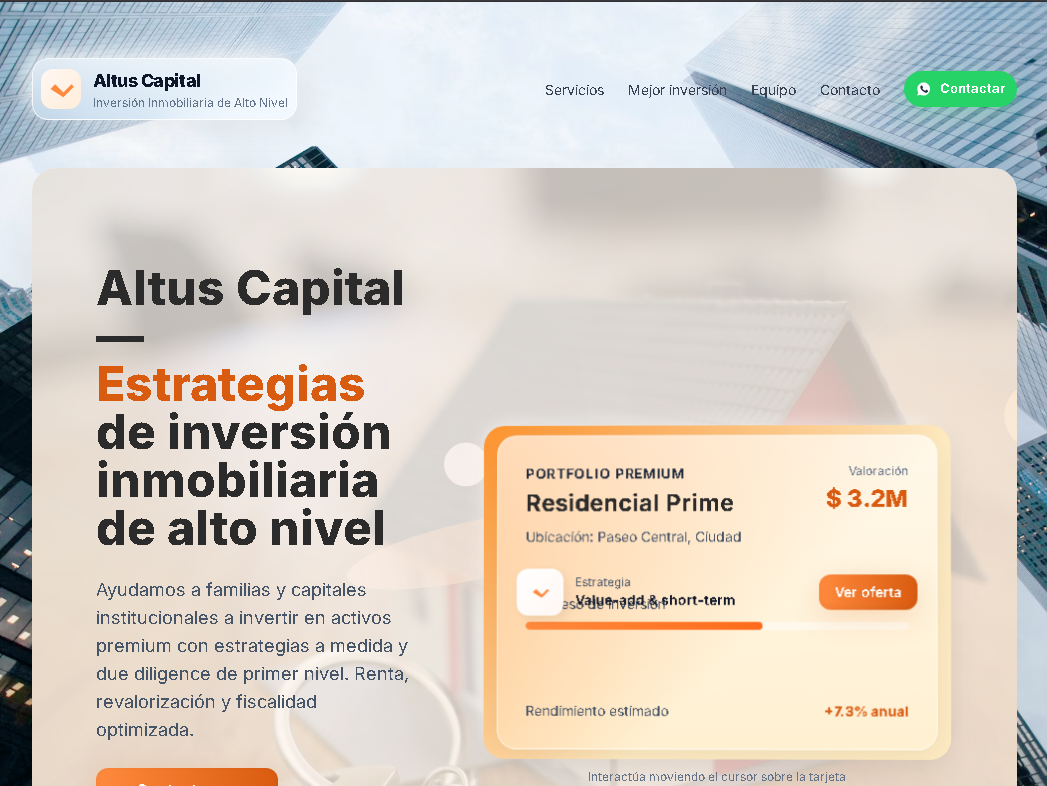 Altus Capital
Inversión Inmobiliaria de Alto Nivel
Servicios
Mejor inversión
Equipo
Contacto
Contactar
Altus Capital
—
Estrategias
de inversión
inmobiliaria
de alto nivel
Ayudamos a familias y capitales
institucionales a invertir en activos
premium con estrategias a medida y
due diligence de primer nivel. Renta,
revalorización y fiscalidad
optimizada.
PORTFOLIO PREMIUM
Valoración
Residencial Prime
$ 3.2M
Ubicación: Paseo Central, Ciudad
Estrategia
Value-add & short-term
de inversión
Ver oferta
Rendimiento estimado
+7.3% anual
Interactúa moviendo el cursor sobre la tarjeta